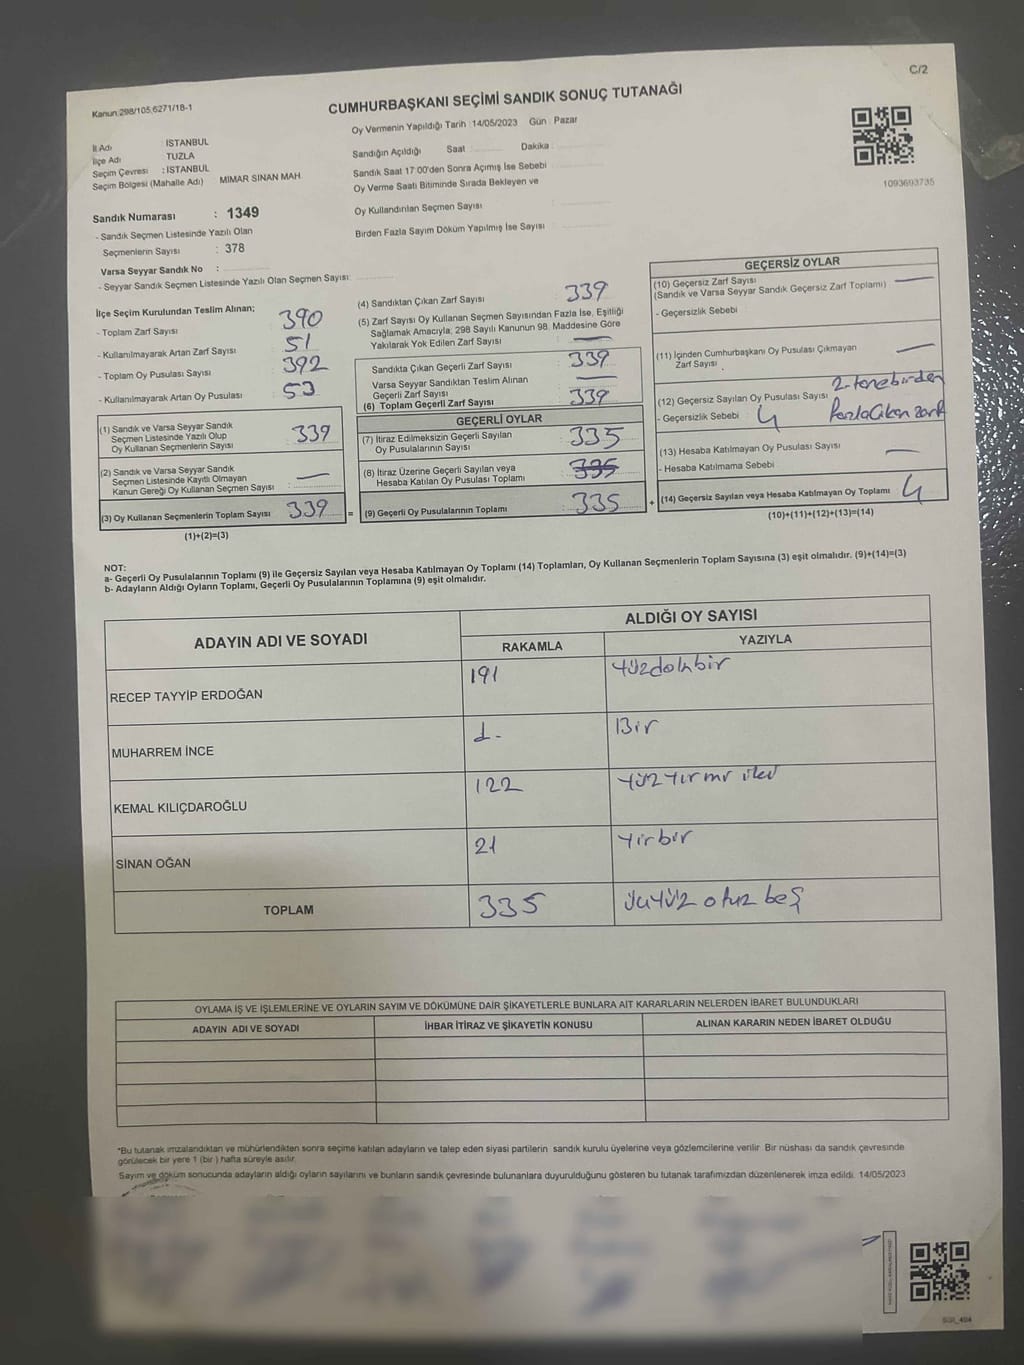 C/2
Kanun:298/105;6271/18-1
CUMHURBAŞKANI SEÇİMİ SANDIK SONUÇ TUTANAĞI
İl Adı : İSTANBUL
İlçe Adı : TUZLA
Seçim Çevresi : İSTANBUL
Seçim Bölgesi (Mahalle Adı) MİMAR SİNAN MAH
Sandık Numarası : 1349
- Sandık Seçmen Listesinde Yazılı Olan
Seçmenlerin Sayısı : 378
Varsa Seyyar Sandık No :
- Seyyar Sandık Seçmen Listesinde Yazılı Olan Seçmen Sayısı:
Oy Vermenin Yapıldığı Tarih : 14/05/2023 Gün : Pazar
Sandığın Açıldığı Saat Dakika
Sandık Saat 17:00'den Sonra Açımış İse Sebebi
Oy Verme Saati Bitiminde Sırada Bekleyen ve
Oy Kullandırılan Seçmen Sayısı :
Birden Fazla Sayım Döküm Yapılmış İse Sayısı :
1093693735
İlçe Seçim Kurulundan Teslim Alınan;
- Toplam Zarf Sayısı 390
- Kullanılmayarak Artan Zarf Sayısı 51
- Toplam Oy Pusulası Sayısı 392
- Kullanılmayarak Artan Oy Pusulası 53
(1) Sandık ve Varsa Seyyar Sandık
Seçmen Listesinde Yazılı Olup
Oy Kullanan Seçmenlerin Sayısı 339
(2) Sandık ve Varsa Seyyar Sandık
Seçmen Listesinde Kayıtlı Olmayan
Kanun Gereği Oy Kullanan Seçmen Sayısı : —
(3) Oy Kullanan Seçmenlerin Toplam Sayısı 339 =
(1)+(2)=(3)
(4) Sandıktan Çıkan Zarf Sayısı : 339
(5) Zarf Sayısı Oy Kullanan Seçmen Sayısından Fazla İse, Eşitliği
Sağlamak Amacıyla; 298 Sayılı Kanunun 98. Maddesine Göre
Yakılarak Yok Edilen Zarf Sayısı —
Sandıkta Çıkan Geçerli Zarf Sayısı : 339
Varsa Seyyar Sandıktan Teslim Alınan
Geçerli Zarf Sayısı —
(6) Toplam Geçerli Zarf Sayısı 339
GEÇERLİ OYLAR
(7) İtiraz Edilmeksizin Geçerli Sayılan
Oy Pusulalarının Sayısı 335
(8) İtiraz Üzerine Geçerli Sayılan veya
Hesaba Katılan Oy Pusulası Toplamı : 335
(9) Geçerli Oy Pusulalarının Toplamı : 335 +
GEÇERSİZ OYLAR
(10) Geçersiz Zarf Sayısı
(Sandık ve Varsa Seyyar Sandık Geçersiz Zarf Toplamı) —
- Geçersizlik Sebebi
(11) İçinden Cumhurbaşkanı Oy Pusulası Çıkmayan
Zarf Sayısı —
2-tane birden
(12) Geçersiz Sayılan Oy Pusulası Sayısı
- Geçersizlik Sebebi 4 Fazla Çıkan zarf
(13) Hesaba Katılmayan Oy Pusulası Sayısı —
- Hesaba Katılmama Sebebi
(14) Geçersiz Sayılan veya Hesaba Katılmayan Oy Toplamı 4
(10)+(11)+(12)+(13)=(14)
NOT:
a- Geçerli Oy Pusulalarının Toplamı (9) ile Geçersiz Sayılan veya Hesaba Katılmayan Oy Toplamı (14) Toplamları, Oy Kullanan Seçmenlerin Toplam Sayısına (3) eşit olmalıdır. (9)+(14)=(3)
b- Adayların Aldığı Oyların Toplamı, Geçerli Oy Pusulalarının Toplamına (9) eşit olmalıdır.
ADAYIN ADI VE SOYADI
ALDIĞI OY SAYISI
RAKAMLA YAZIYLA
RECEP TAYYİP ERDOĞAN 191 Yüzdoknbir
MUHARREM İNCE 1- Bir
KEMAL KILIÇDAROĞLU 122 Yüz Yirmi iki
SİNAN OĞAN 21 Yirbir
TOPLAM 335 üçyüz otuz beş
OYLAMA İŞ VE İŞLEMLERİNE VE OYLARIN SAYIM VE DÖKÜMÜNE DAİR ŞİKAYETLERLE BUNLARA AİT KARARLARIN NELERDEN İBARET BULUNDUKLARI
ADAYIN ADI VE SOYADI İHBAR İTİRAZ VE ŞİKAYETİN KONUSU ALINAN KARARIN NEDEN İBARET OLDUĞU
*Bu tutanak imzalandıktan ve mühürlendikten sonra seçime katılan adayların ve talep eden siyasi partilerin sandık kurulu üyelerine veya gözlemcilerine verilir. Bir nüshası da sandık çevresinde
görülecek bir yere 1 (bir) hafta süreyle asılır.
Sayım ve döküm sonucunda adayların aldığı oyların sayılarını ve bunların sandık çevresinde bulunanlara duyurulduğunu gösteren bu tutanak tarafımızdan düzenlenerek imza edildi. 14/05/2023